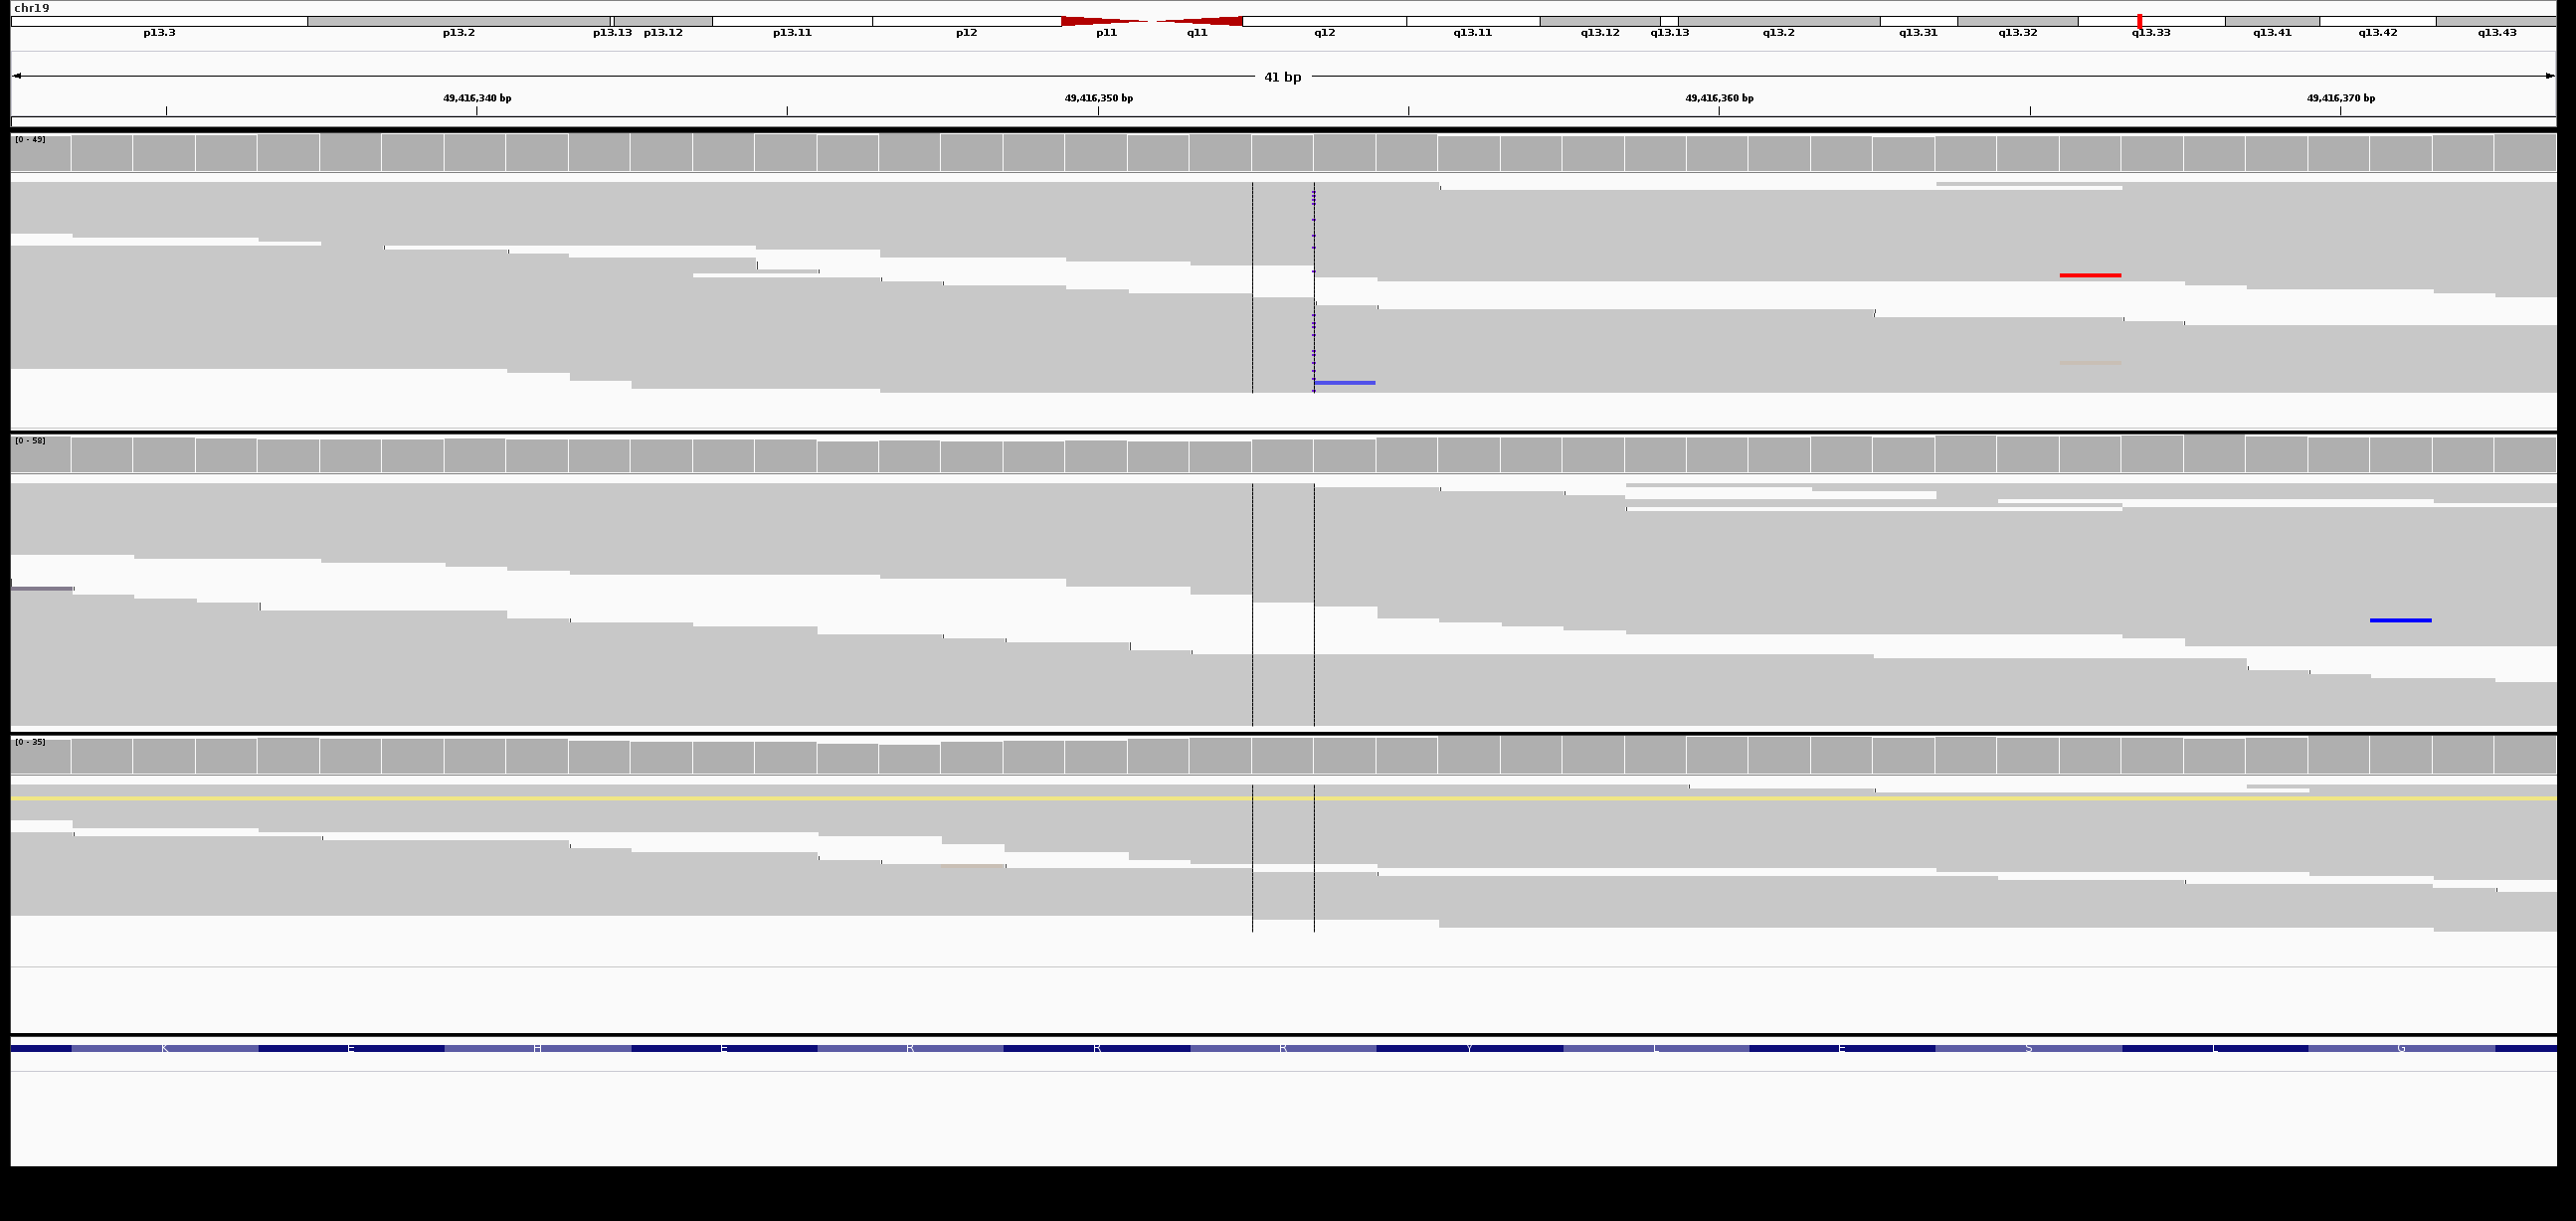 chr19
p13.3 p13.2 p13.13 p13.12 p13.11 p12 p11 q11 q12 q13.11 q13.12 q13.13 q13.2 q13.31 q13.32 q13.33 q13.41 q13.42 q13.43
41 bp
49,416,340 bp 49,416,350 bp 49,416,360 bp 49,416,370 bp
[0 - 49]
[0 - 58]
[0 - 35]
K E H E R R R Y L E S L G